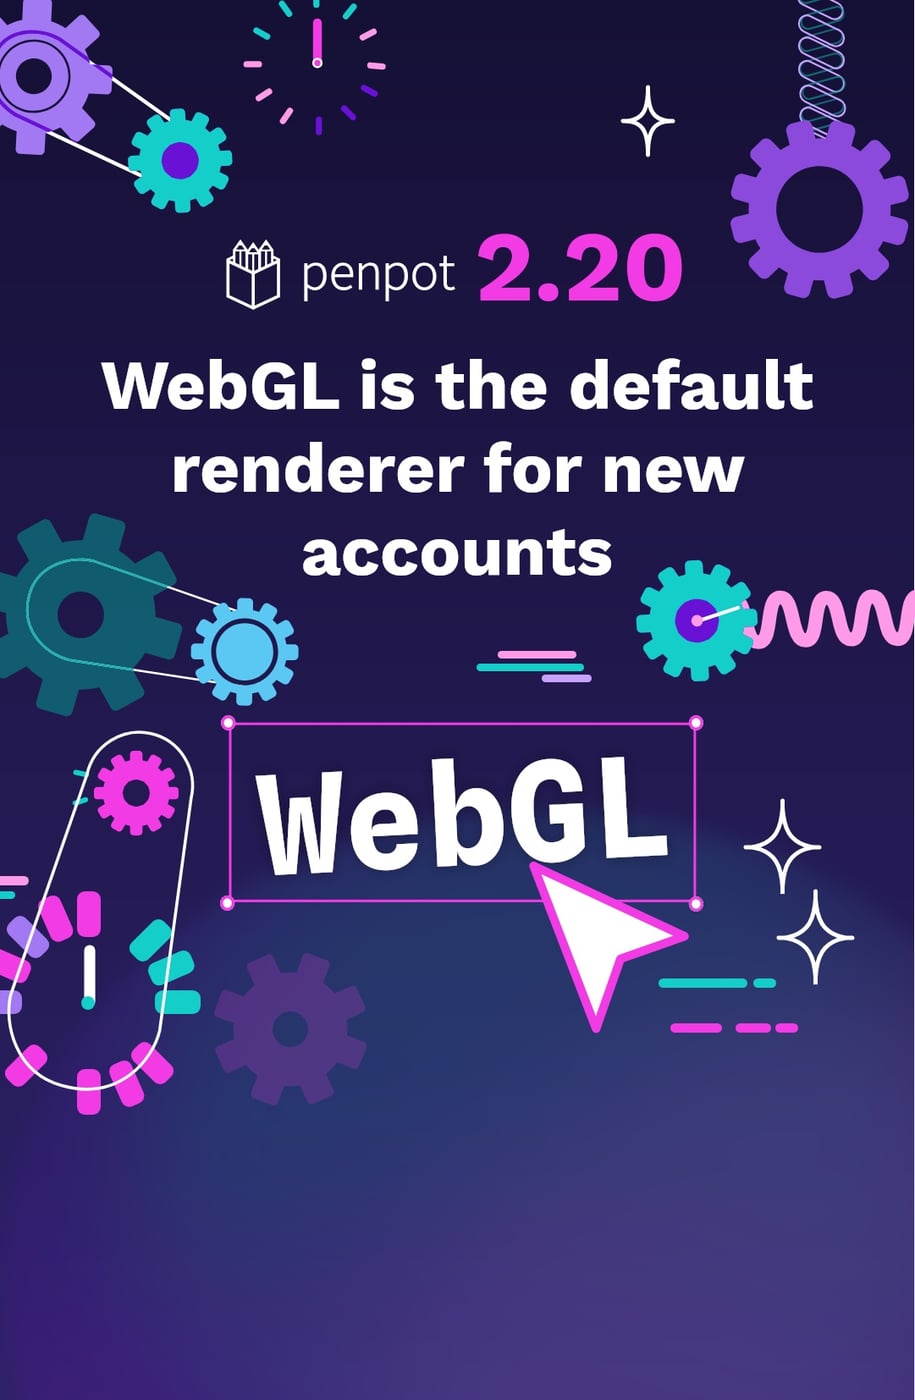 penpot 2.20
WebGL is the default
renderer for new
accounts
WebGL